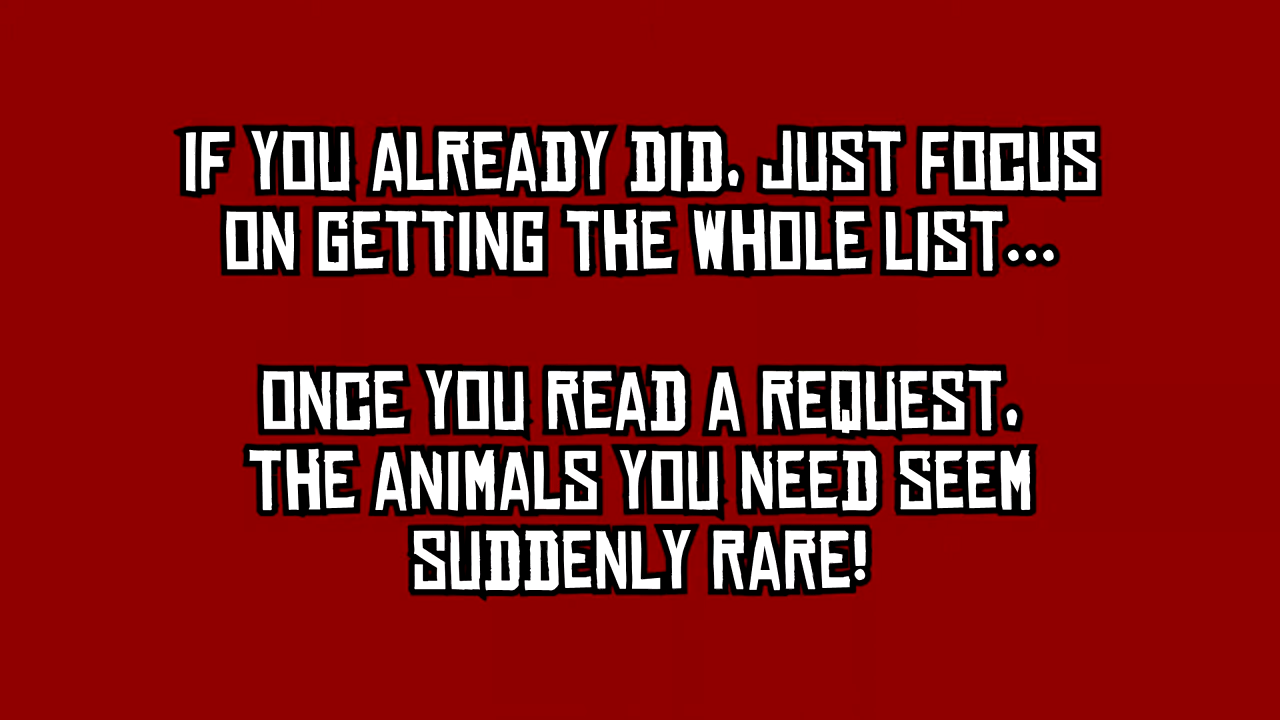 IF YOU ALREADY DID, JUST FOCUS
ON GETTING THE WHOLE LIST...
ONCE YOU READ A REQUEST,
THE ANIMALS YOU NEED SEEM
SUDDENLY RARE!